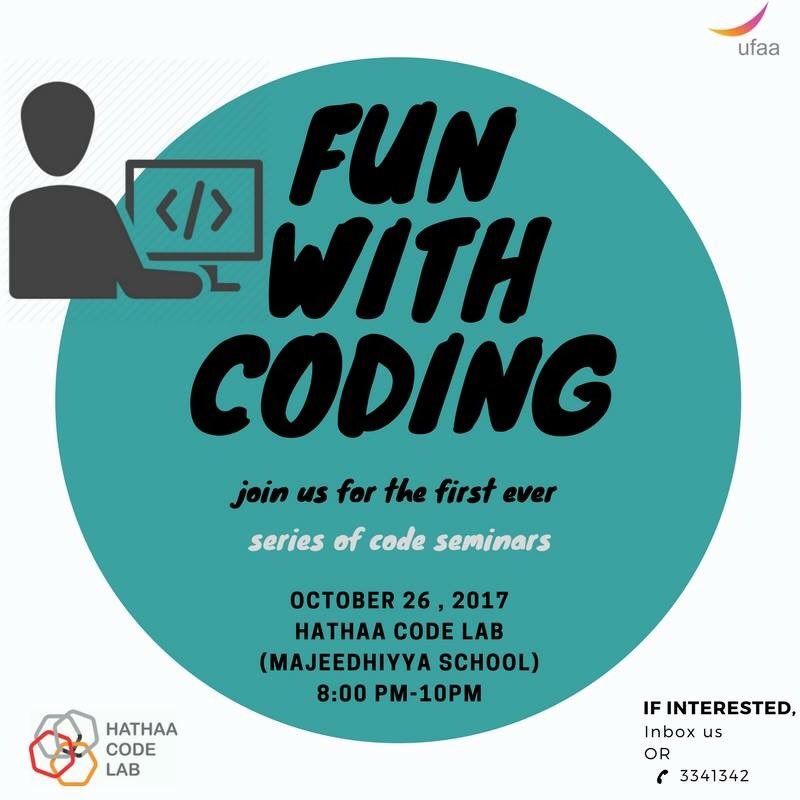 ufaa
</>
FUN
WITH
CODING
join us for the first ever
series of code seminars
OCTOBER 26 , 2017
HATHAA CODE LAB
(MAJEEDHIYYA SCHOOL)
8:00 PM-10PM
HATHAA
CODE
LAB
IF INTERESTED,
Inbox us
OR
3341342